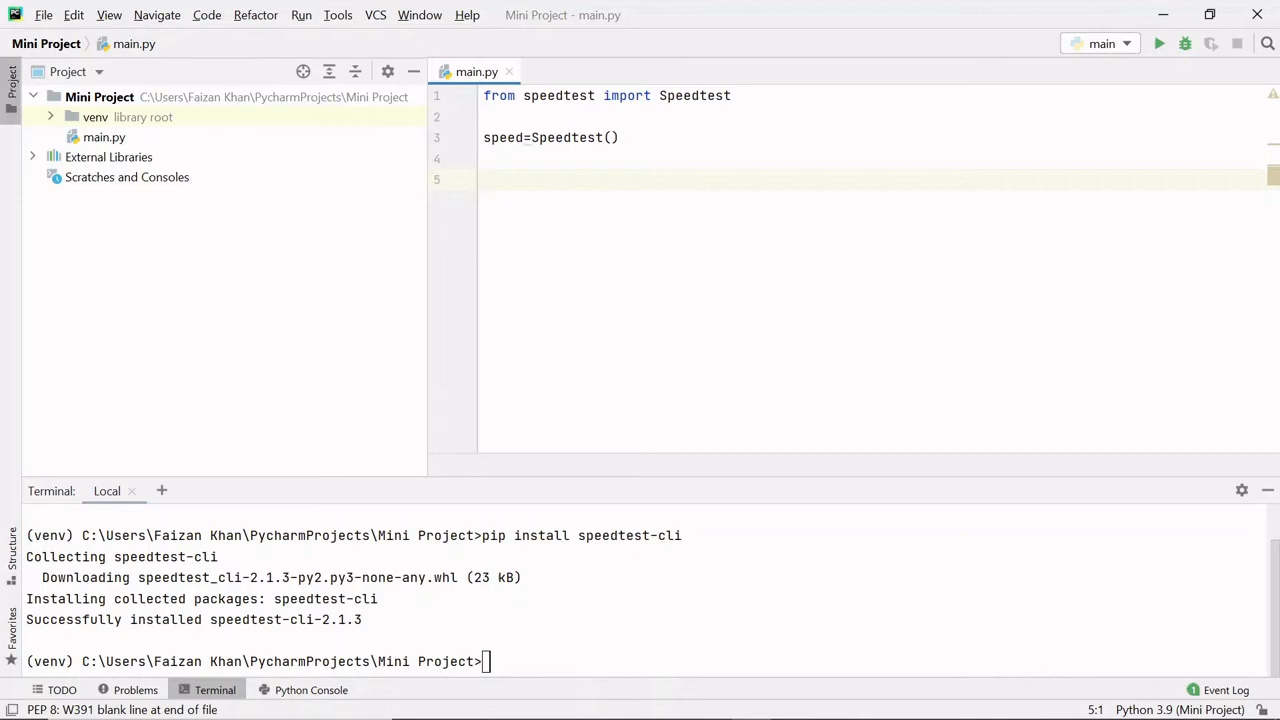 PC File Edit View Navigate Code Refactor Run Tools VCS Window Help Mini Project - main.py
Mini Project main.py main
Project
Project
main.py
Mini Project C:\Users\Faizan Khan\PycharmProjects\Mini Project
venv library root
main.py
External Libraries
Scratches and Consoles
1 from speedtest import Speedtest
2
3 speed=Speedtest()
4
5
Terminal: Local
(venv) C:\Users\Faizan Khan\PycharmProjects\Mini Project>pip install speedtest-cli
Collecting speedtest-cli
Downloading speedtest_cli-2.1.3-py2.py3-none-any.whl (23 kB)
Installing collected packages: speedtest-cli
Successfully installed speedtest-cli-2.1.3
(venv) C:\Users\Faizan Khan\PycharmProjects\Mini Project>
Structure
Favorites
TODO Problems Terminal Python Console 1 Event Log
PEP 8: W391 blank line at end of file 5:1 Python 3.9 (Mini Project)